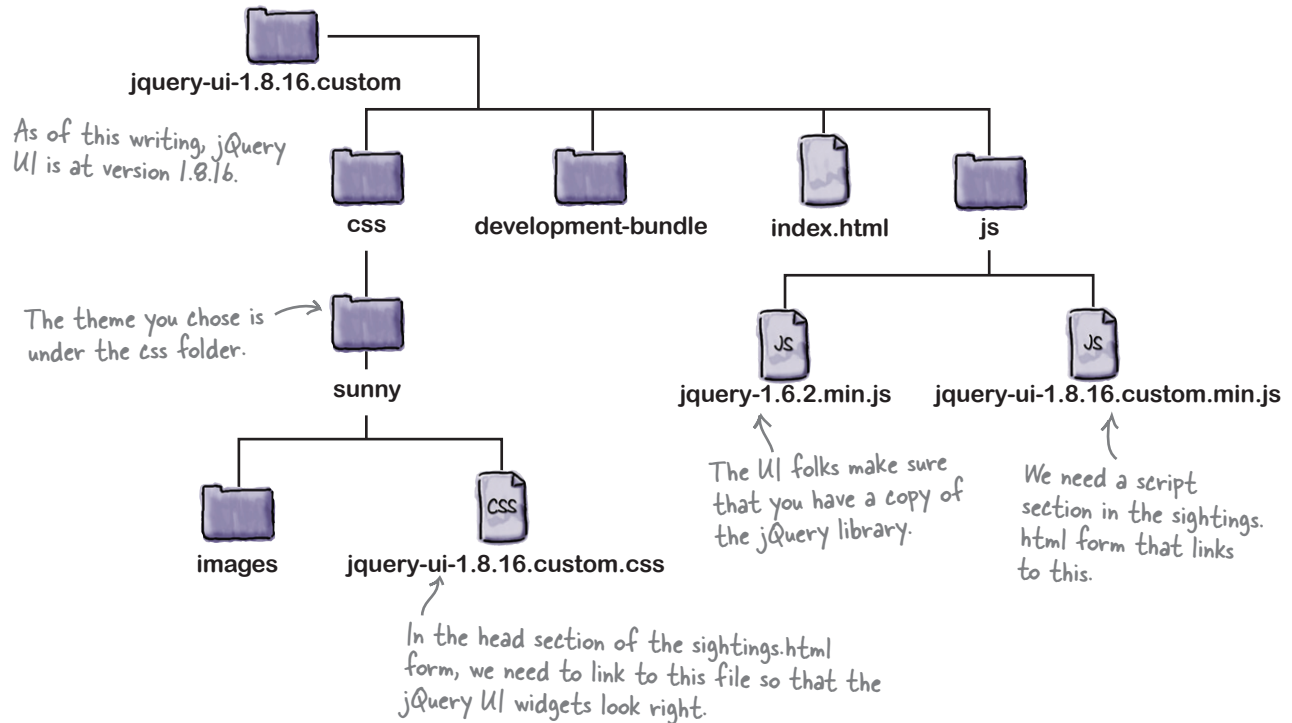 jquery-ui-1.8.16.custom
As of this writing, jQuery
UI is at version 1.8.16.
css
development-bundle
index.html
js
The theme you chose is
under the css folder.
sunny
JS
JS
jquery-1.6.2.min.js
jquery-ui-1.8.16.custom.min.js
The UI folks make sure
that you have a copy of
the jQuery library.
We need a script
section in the sightings.
html form that links
to this.
images
CSS
jquery-ui-1.8.16.custom.css
In the head section of the sightings.html
form, we need to link to this file so that the
jQuery UI widgets look right.